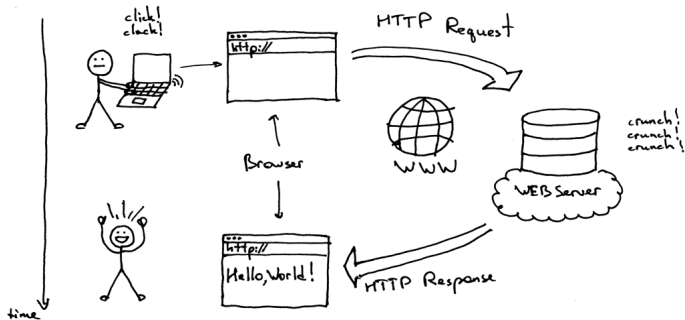 click!
clack!
http://
HTTP Request
crunch!
crunch!
crunch!
Browser
WWW
WEB Server
http://
Hello, World!
HTTP Response
time